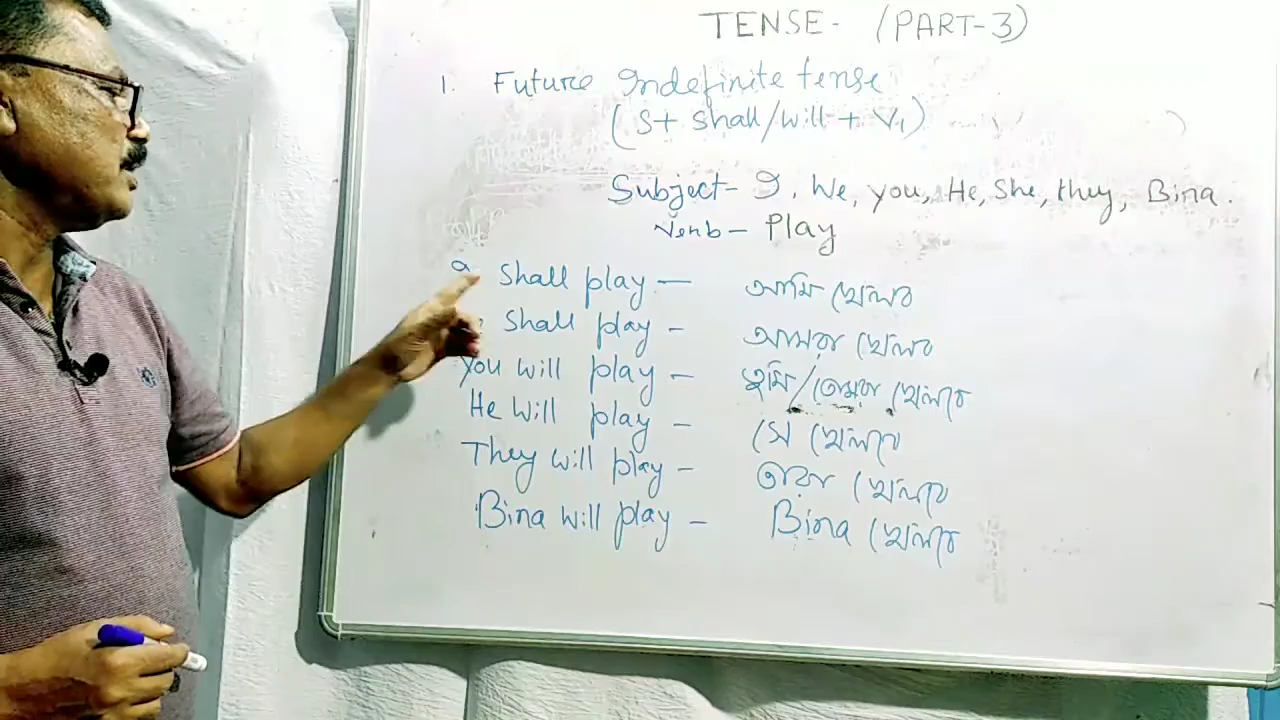 TENSE- (PART-3)
1. Future Indefinite tense
(S+ Shall/will + V1)
Subject- I, We, you, He, She, they, Bina.
Verb - Play
I Shall play - আমি খেলব
Shall play - আমরা খেলব
You will play - তুমি/তোমরা খেলবে
He will play - সে খেলবে
They will play - তারা খেলবে
Bina will play - Bina খেলবে